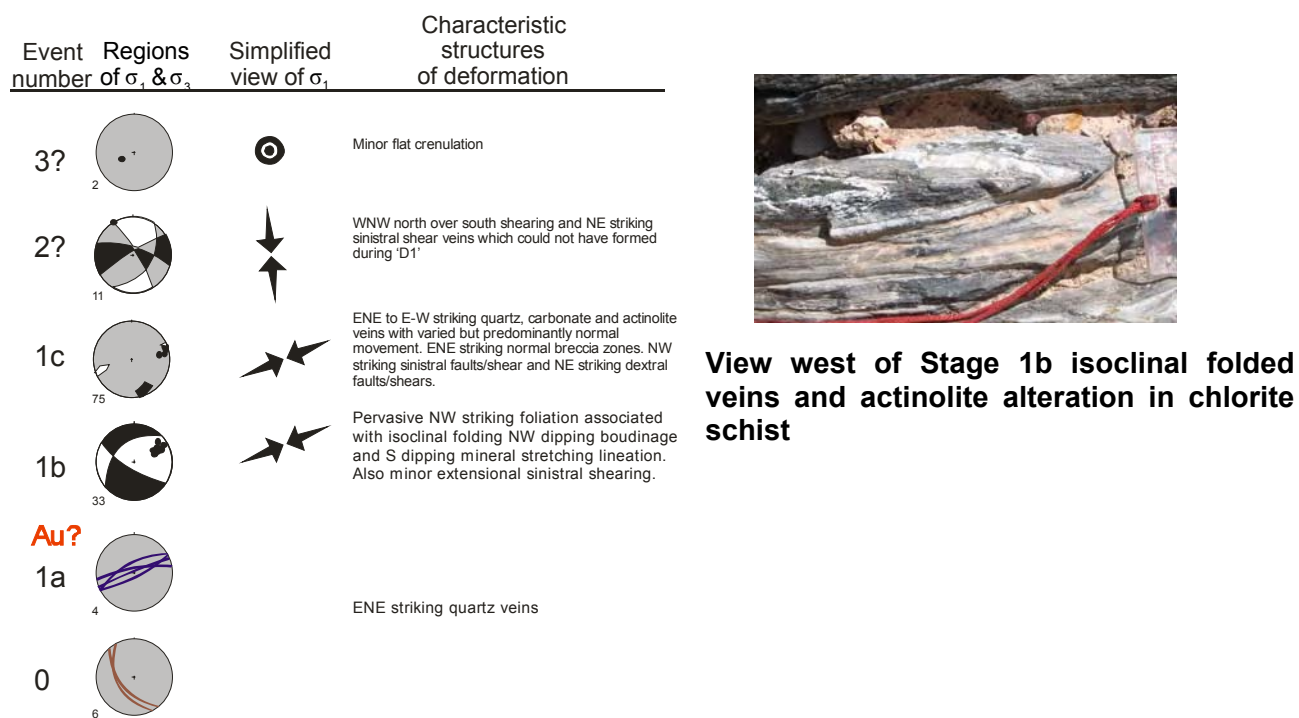 Event number
Regions of σ1 & σ3
Simplified view of σ1
Characteristic structures of deformation
3?
2
Minor flat crenulation
2?
11
WNW north over south shearing and NE striking
sinistral shear veins which could not have formed
during ‘D1’
1c
75
ENE to E-W striking quartz, carbonate and actinolite
veins with varied but predominantly normal
movement. ENE striking normal breccia zones. NW
striking sinistral faults/shear and NE striking dextral
faults/shears.
1b
33
Pervasive NW striking foliation associated
with isoclinal folding NW dipping boudinage
and S dipping mineral stretching lineation.
Also minor extensional sinistral shearing.
Au?
1a
4
ENE striking quartz veins
0
6
View west of Stage 1b isoclinal folded
veins and actinolite alteration in chlorite
schist